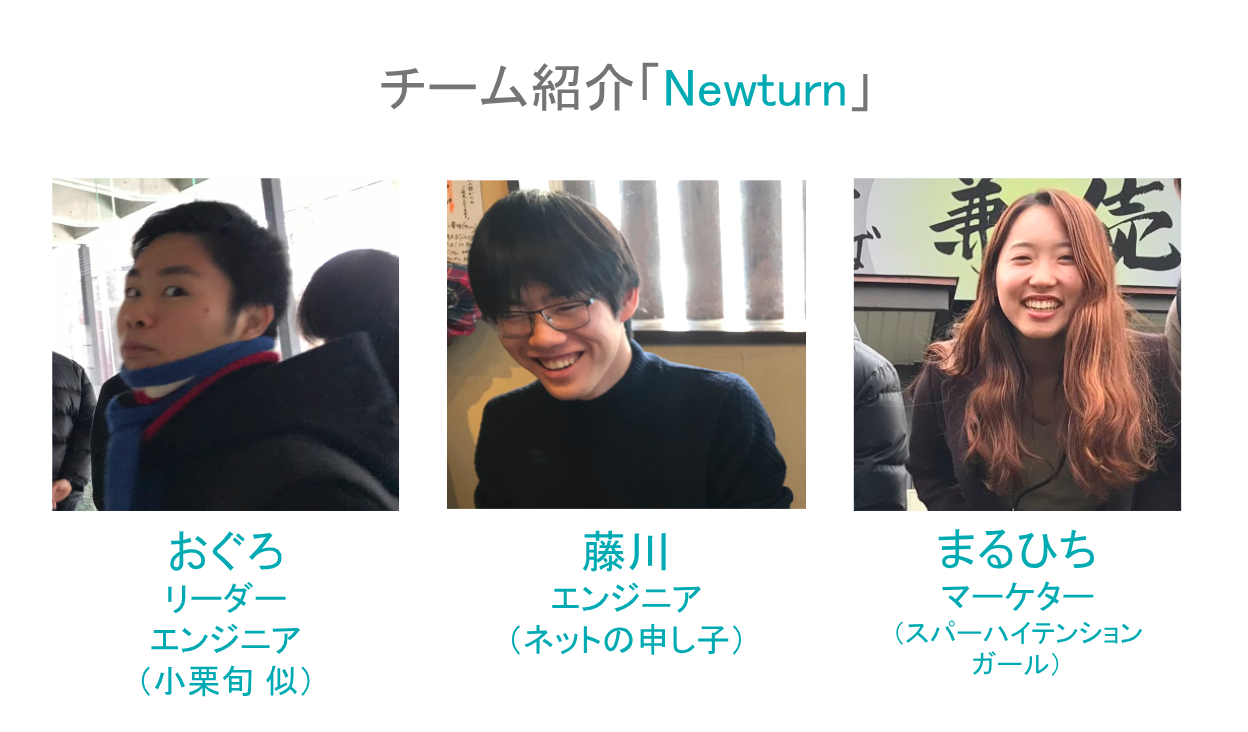 チーム紹介「Newturn」
兼続
ば
おぐろ
リーダー
エンジニア
（小栗旬 似）
藤川
エンジニア
（ネットの申し子）
まるひち
マーケター
（スパーハイテンション
ガール）